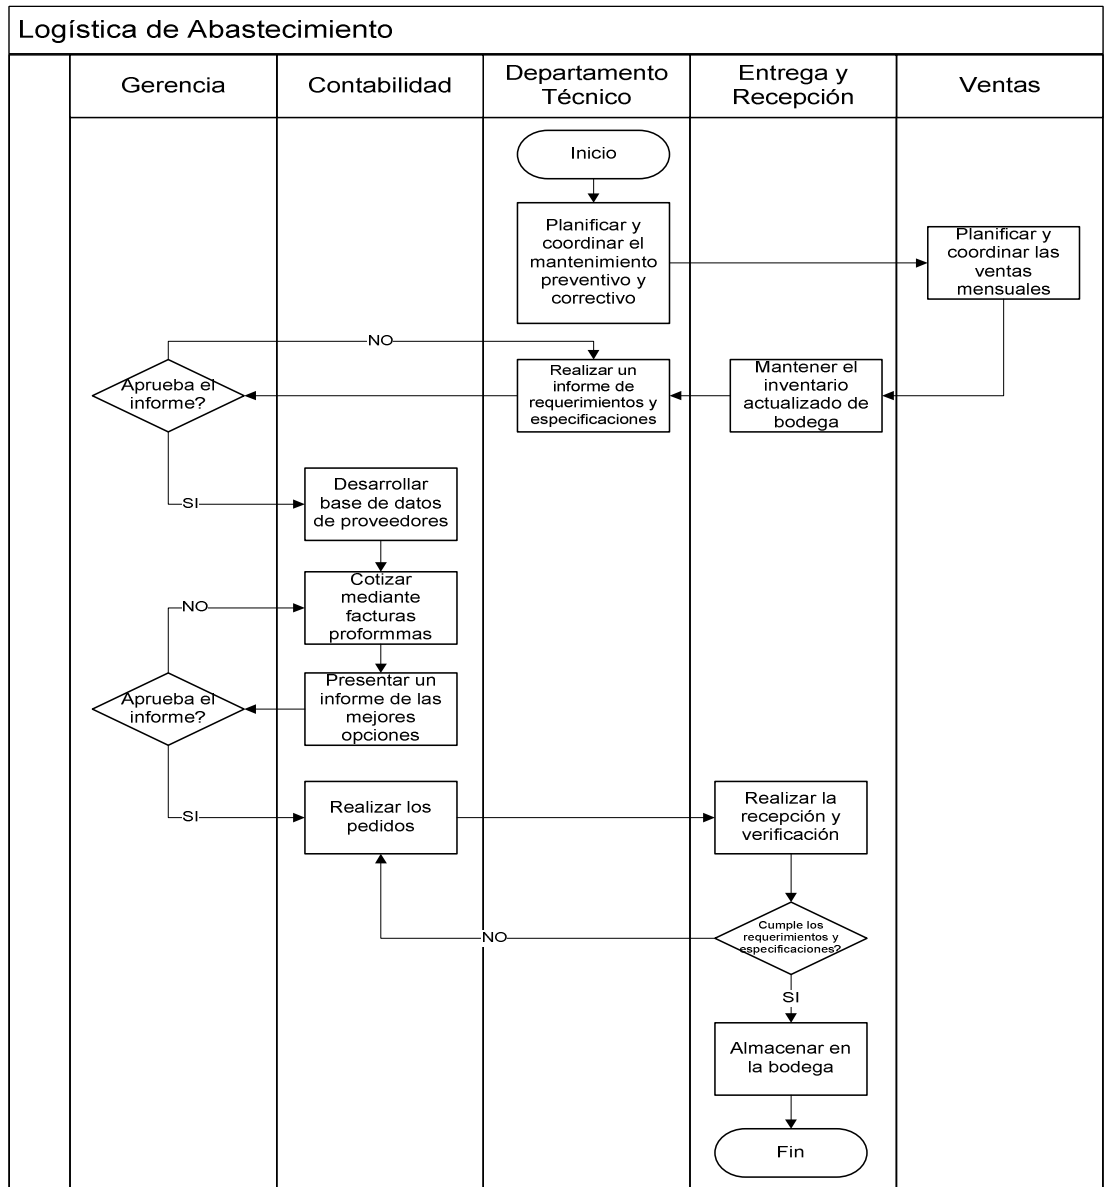 Logística de Abastecimiento
Gerencia
Contabilidad
Departamento
Técnico
Entrega y
Recepción
Ventas
Inicio
Planificar y
coordinar el
mantenimiento
preventivo y
correctivo
Planificar y
coordinar las
ventas
mensuales
NO
Aprueba el
informe?
Realizar un
informe de
requerimientos y
especificaciones
Mantener el
inventario
actualizado de
bodega
SI
Desarrollar
base de datos
de proveedores
NO
Cotizar
mediante
facturas
proformmas
Aprueba el
informe?
Presentar un
informe de las
mejores
opciones
SI
Realizar los
pedidos
Realizar la
recepción y
verificación
NO
Cumple los
requerimientos y
especificaciones?
SI
Almacenar en
la bodega
Fin